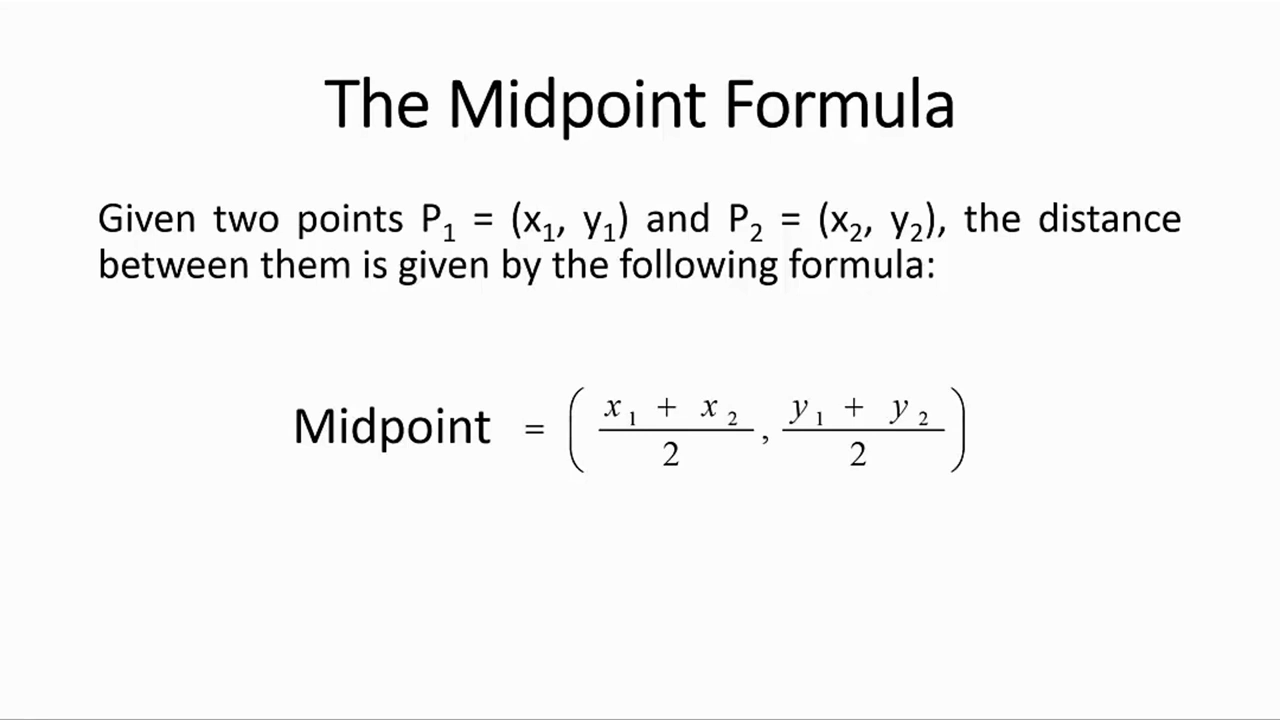 The Midpoint Formula
Given two points P₁ = (x₁, y₁) and P₂ = (x₂, y₂), the distance
between them is given by the following formula:
Midpoint = ( (x₁ + x₂)/2 , (y₁ + y₂)/2 )